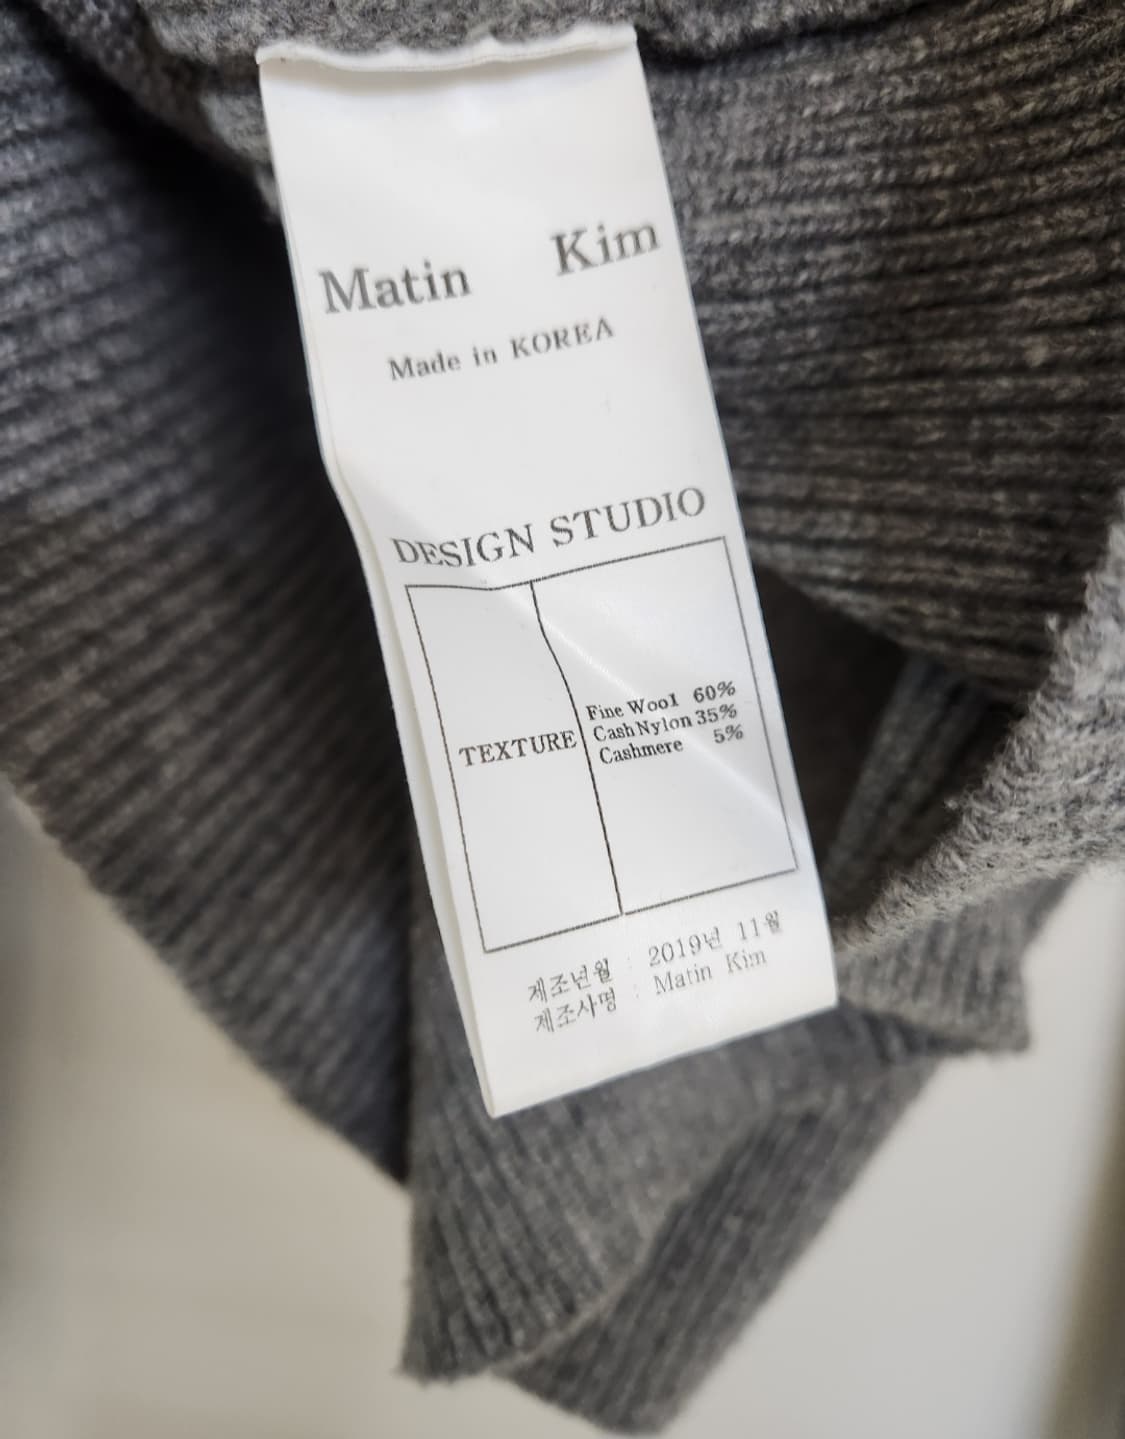 Matin Kim
Made in KOREA
DESIGN STUDIO
TEXTURE
Fine Wool 60%
Cash Nylon 35%
Cashmere 5%
제조년월 : 2019년 11월
제조사명 : Matin Kim